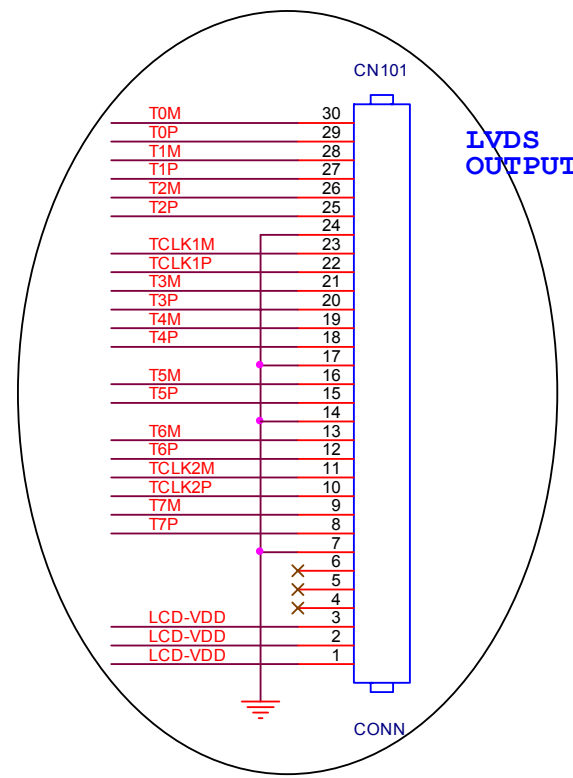 CN101
LVDS
OUTPUT
T0M 30
T0P 29
T1M 28
T1P 27
T2M 26
T2P 25
24
TCLK1M 23
TCLK1P 22
T3M 21
T3P 20
T4M 19
T4P 18
17
T5M 16
T5P 15
14
T6M 13
T6P 12
TCLK2M 11
TCLK2P 10
T7M 9
T7P 8
7
6
5
4
LCD-VDD 3
LCD-VDD 2
LCD-VDD 1
CONN